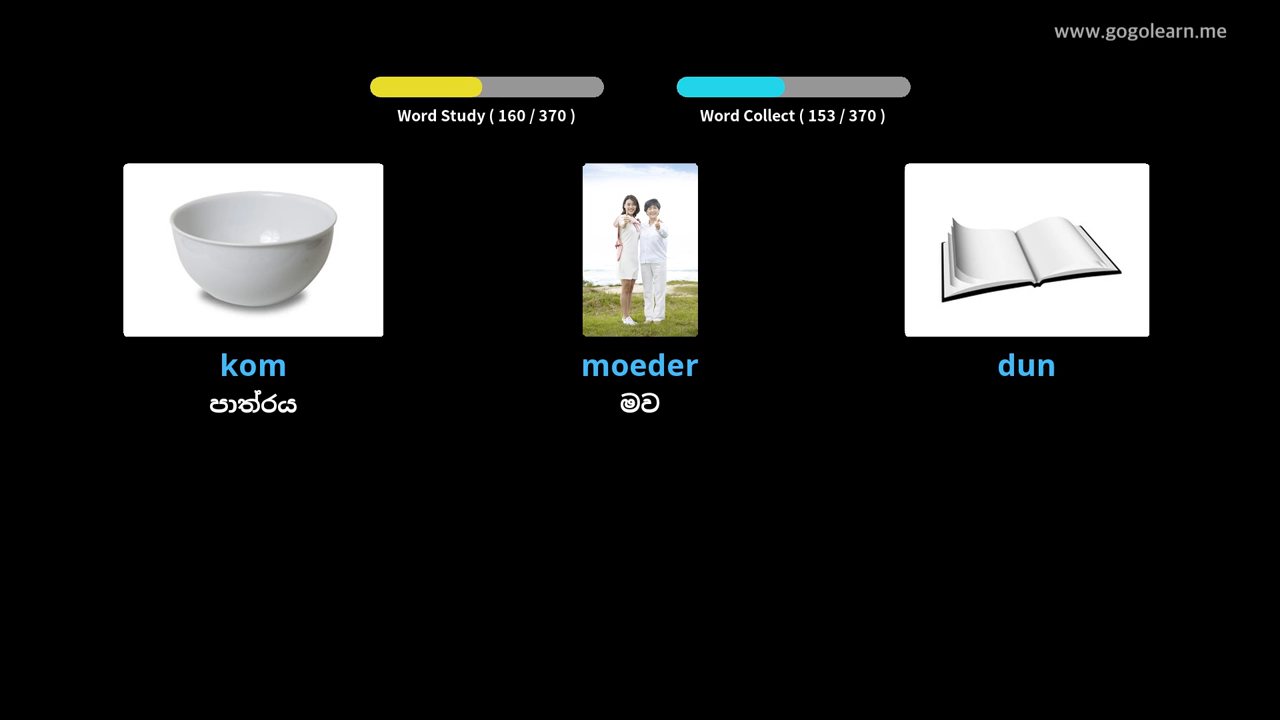 www.gogolearn.me
Word Study ( 160 / 370 )
Word Collect ( 153 / 370 )
kom
moeder
dun
පාත්රය
මව